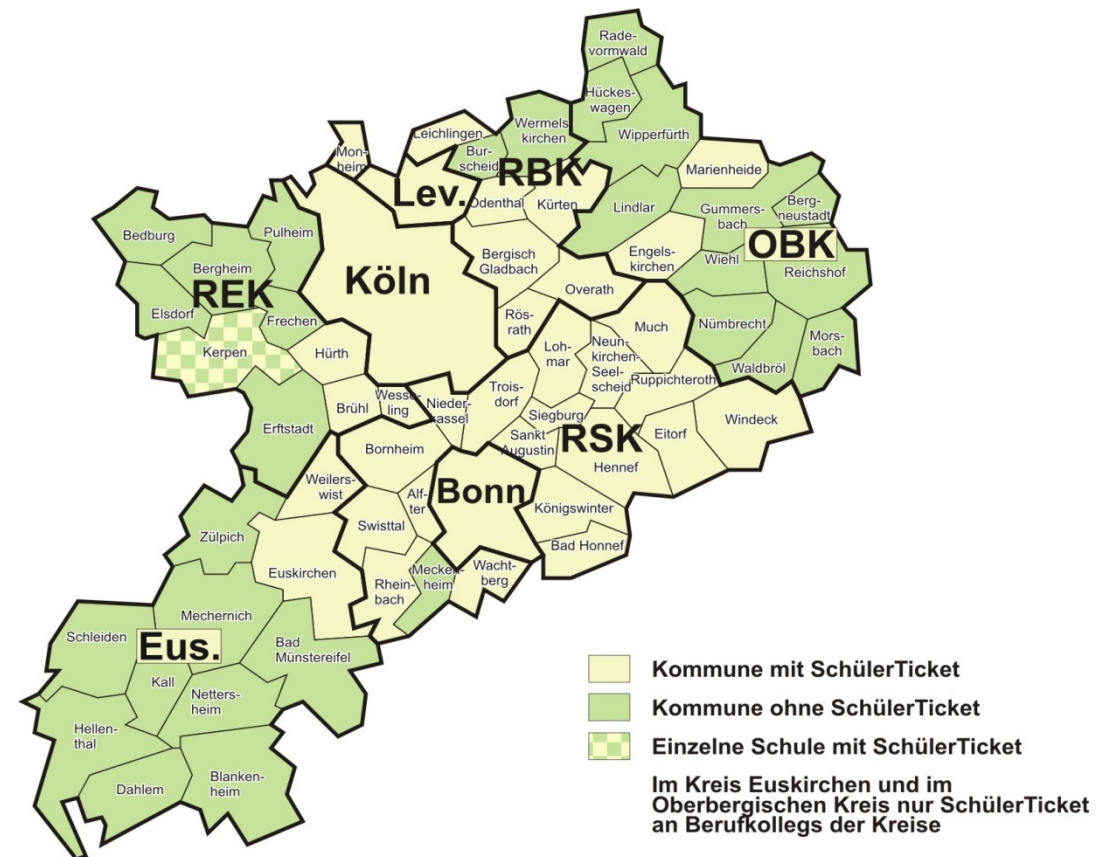 Rade-
vormwald
Hückes-
wagen
Wipperfürth
Wermels
kirchen
Leichlingen
Bur-
scheid
RBK
Mon-
heim
Lev.
Odenthal
Kürten
Marienheide
Lindlar
Gummers-
bach
Berg-
neustadt
OBK
Engels-
kirchen
Wiehl
Reichshof
Bedburg
Pulheim
Bergheim
REK
Köln
Bergisch
Gladbach
Overath
Elsdorf
Frechen
Kerpen
Hürth
Rös-
rath
Loh-
mar
Neun-
kirchen-
Seel-
scheid
Much
Nümbrecht
Mors-
bach
Waldbröl
Ruppichteroth
Brühl
Wesse-
ling
Nieder-
kassel
Trois-
dorf
Siegburg
Sankt
Augustin
RSK
Hennef
Eitorf
Windeck
Erftstadt
Bornheim
Weilers-
wist
Alf-
ter
Bonn
Swisttal
Königswinter
Bad Honnef
Zülpich
Euskirchen
Rhein-
bach
Mecken-
heim
Wacht-
berg
Mechernich
Schleiden
Eus.
Bad
Münstereifel
Kall
Netters-
heim
Hellen-
thal
Dahlem
Blanken-
heim
Kommune mit SchülerTicket
Kommune ohne SchülerTicket
Einzelne Schule mit SchülerTicket
Im Kreis Euskirchen und im
Oberbergischen Kreis nur SchülerTicket
an Berufkollegs der Kreise